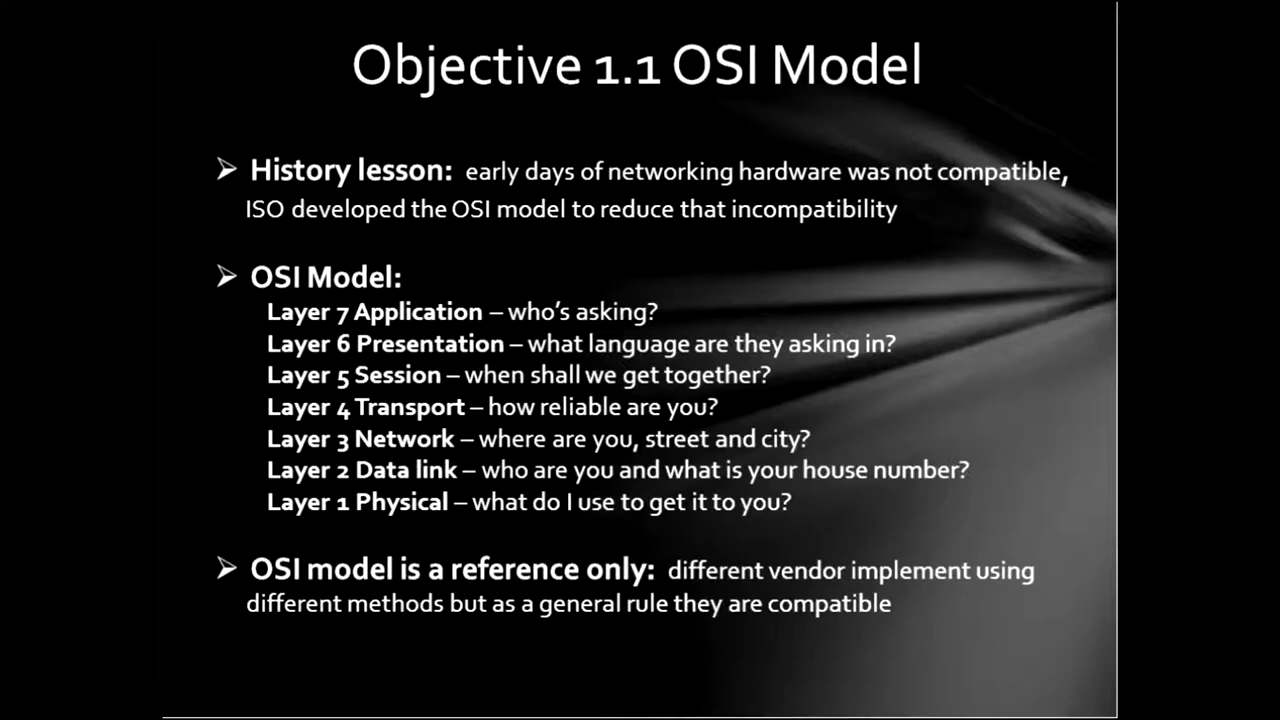 Objective 1.1 OSI Model
➢ History lesson: early days of networking hardware was not compatible,
ISO developed the OSI model to reduce that incompatibility
➢ OSI Model:
Layer 7 Application – who's asking?
Layer 6 Presentation – what language are they asking in?
Layer 5 Session – when shall we get together?
Layer 4 Transport – how reliable are you?
Layer 3 Network – where are you, street and city?
Layer 2 Data link – who are you and what is your house number?
Layer 1 Physical – what do I use to get it to you?
➢ OSI model is a reference only: different vendor implement using
different methods but as a general rule they are compatible